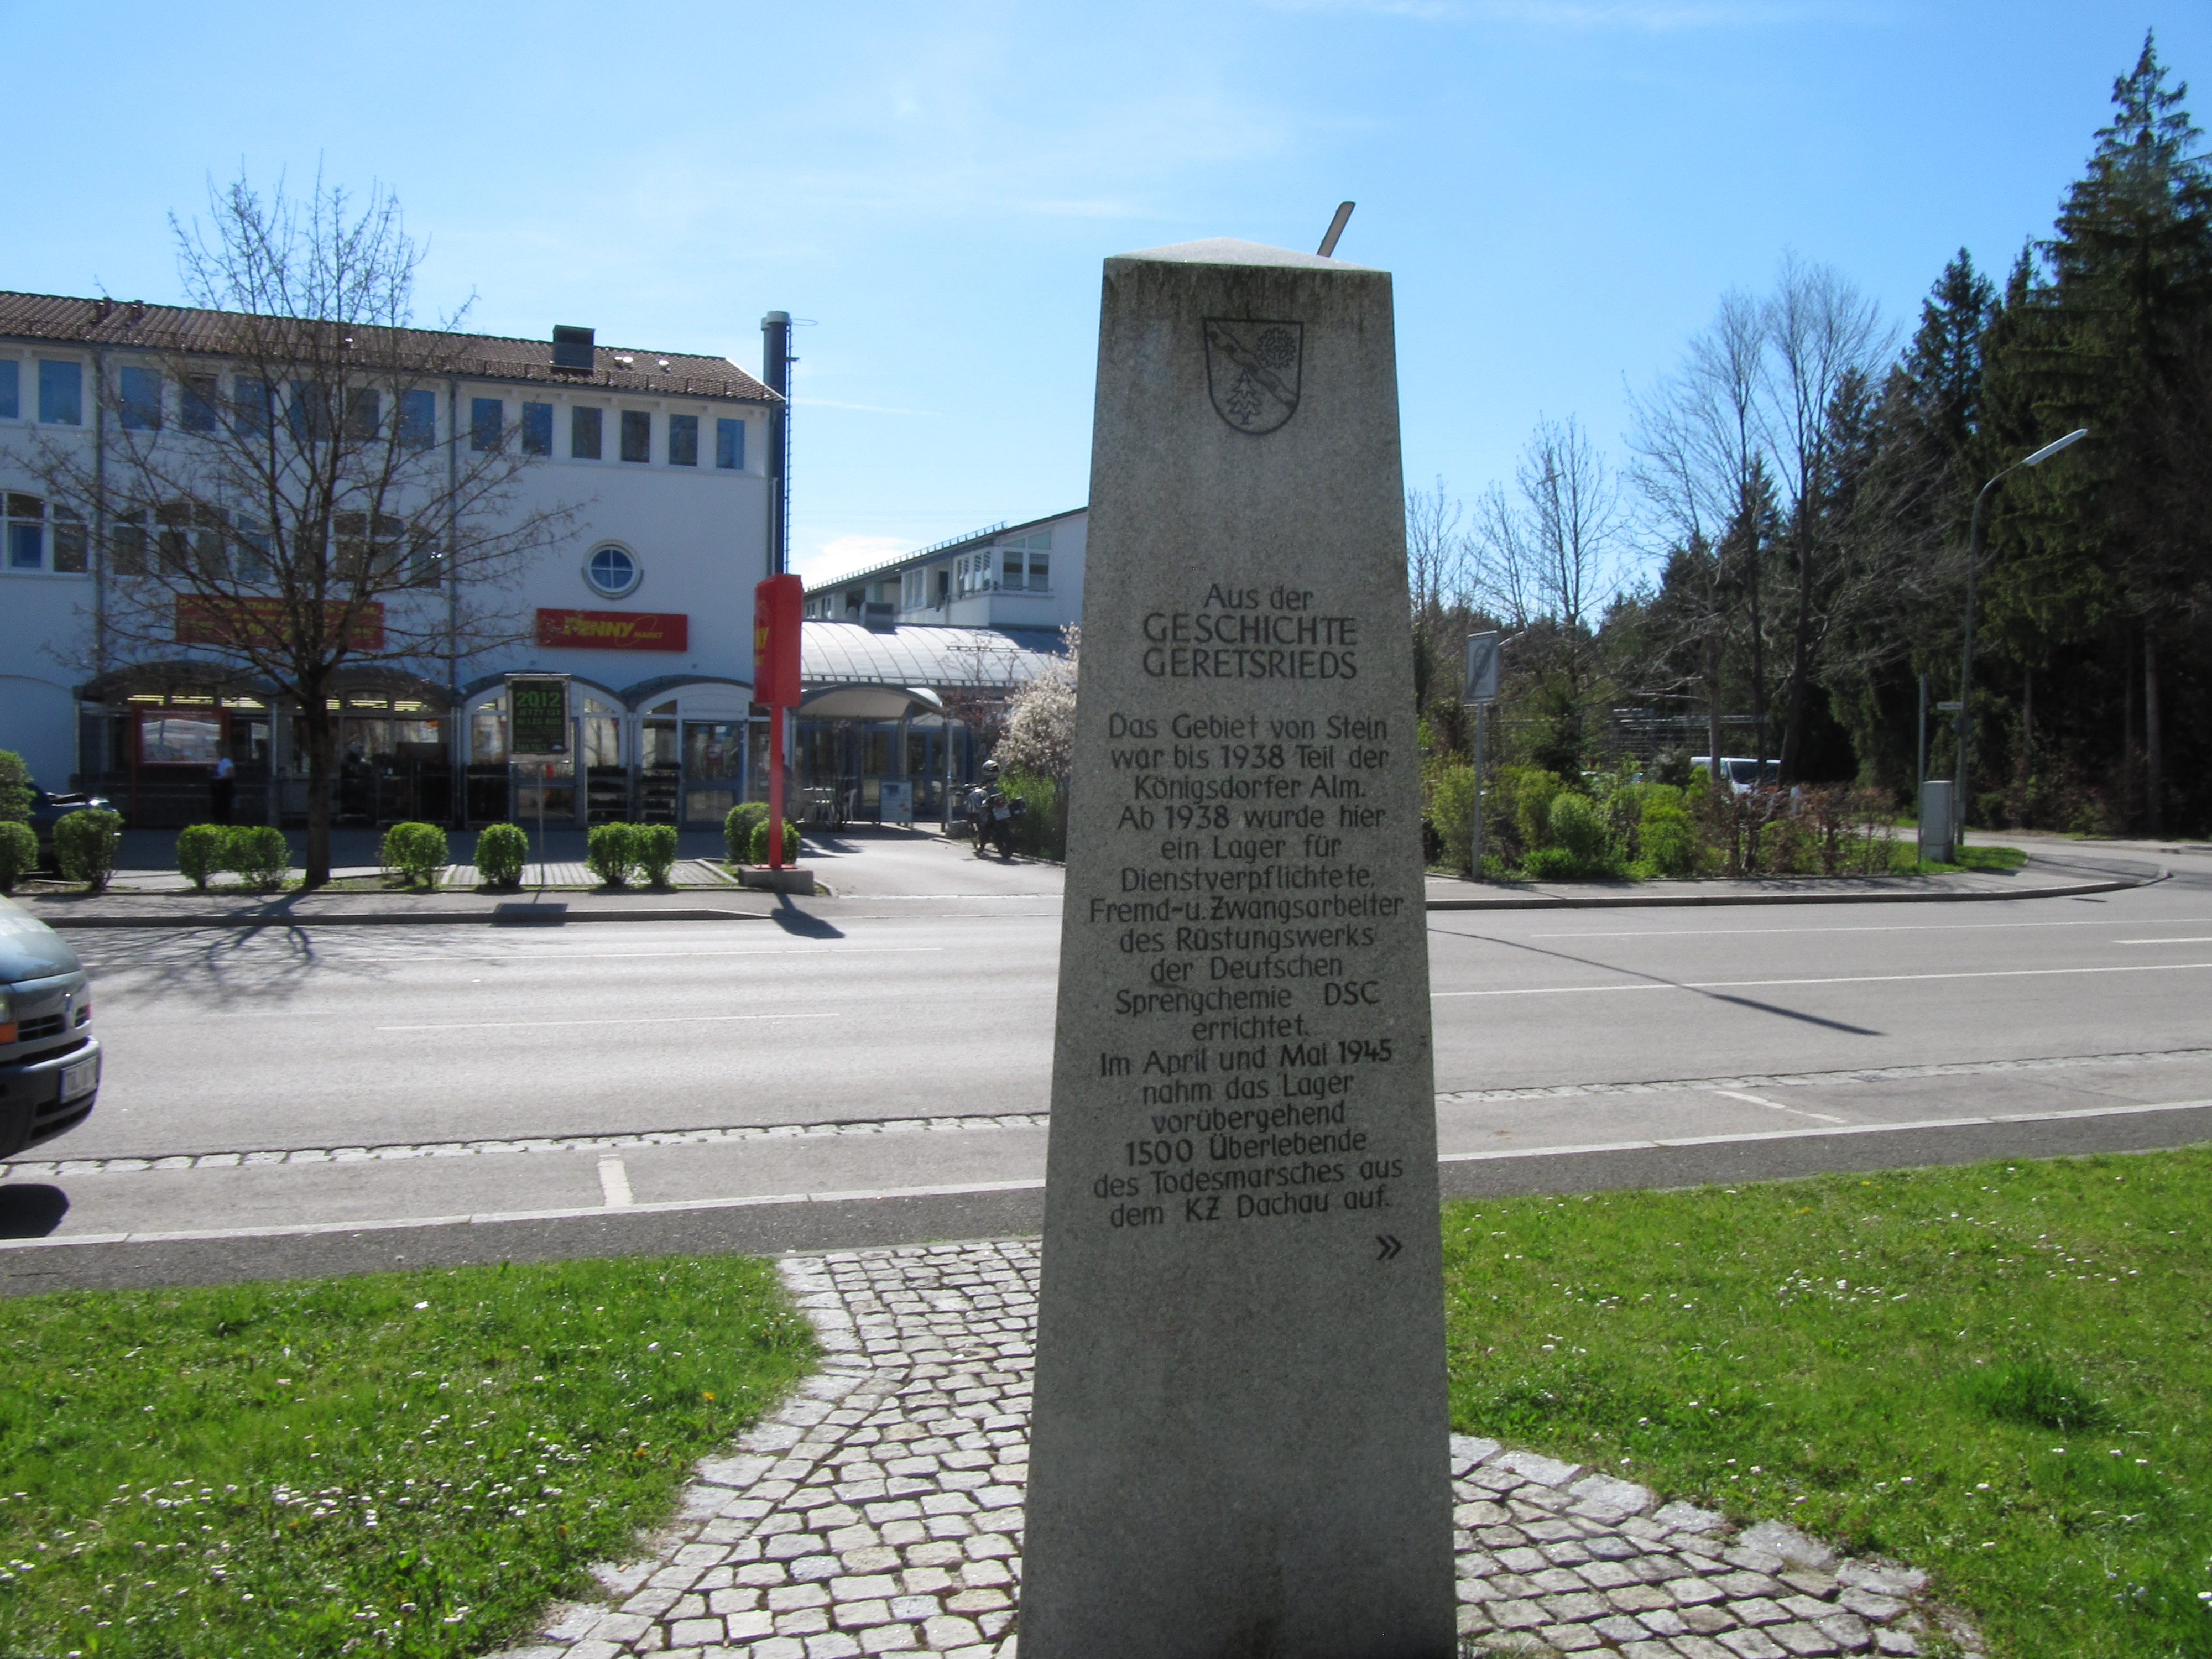 PENNY MARKT
2012
Aus der
GESCHICHTE
GERETSRIEDS
Das Gebiet von Stein
war bis 1938 Teil der
Königsdorfer Alm.
Ab 1938 wurde hier
ein Lager für
Dienstverpflichtete,
Fremd-u. Zwangsarbeiter
des Rüstungswerks
der Deutschen
Sprengchemie DSC
errichtet.
Im April und Mai 1945
nahm das Lager
vorübergehend
1500 Überlebende
des Todesmarsches aus
dem KZ Dachau auf.
»